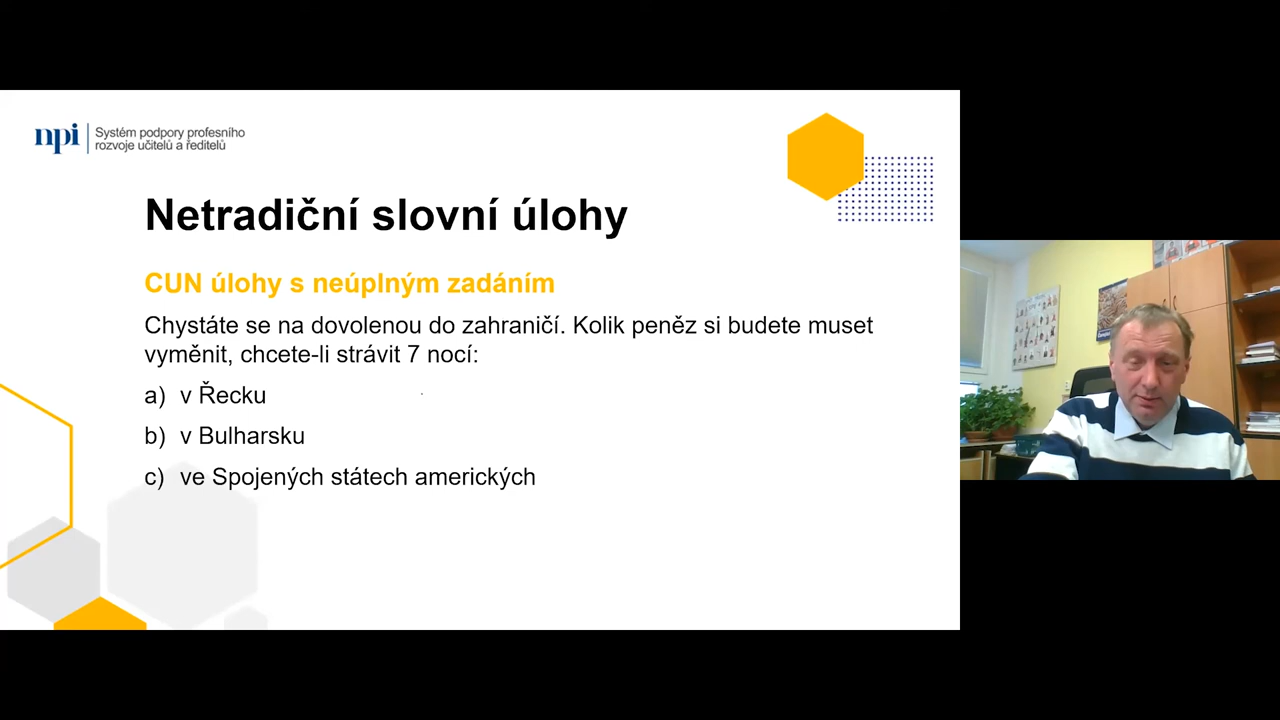 npi
Systém podpory profesního
rozvoje učitelů a ředitelů
Netradiční slovní úlohy
CUN úlohy s neúplným zadáním
Chystáte se na dovolenou do zahraničí. Kolik peněz si budete muset
vyměnit, chcete-li strávit 7 nocí:
a) v Řecku
b) v Bulharsku
c) ve Spojených státech amerických